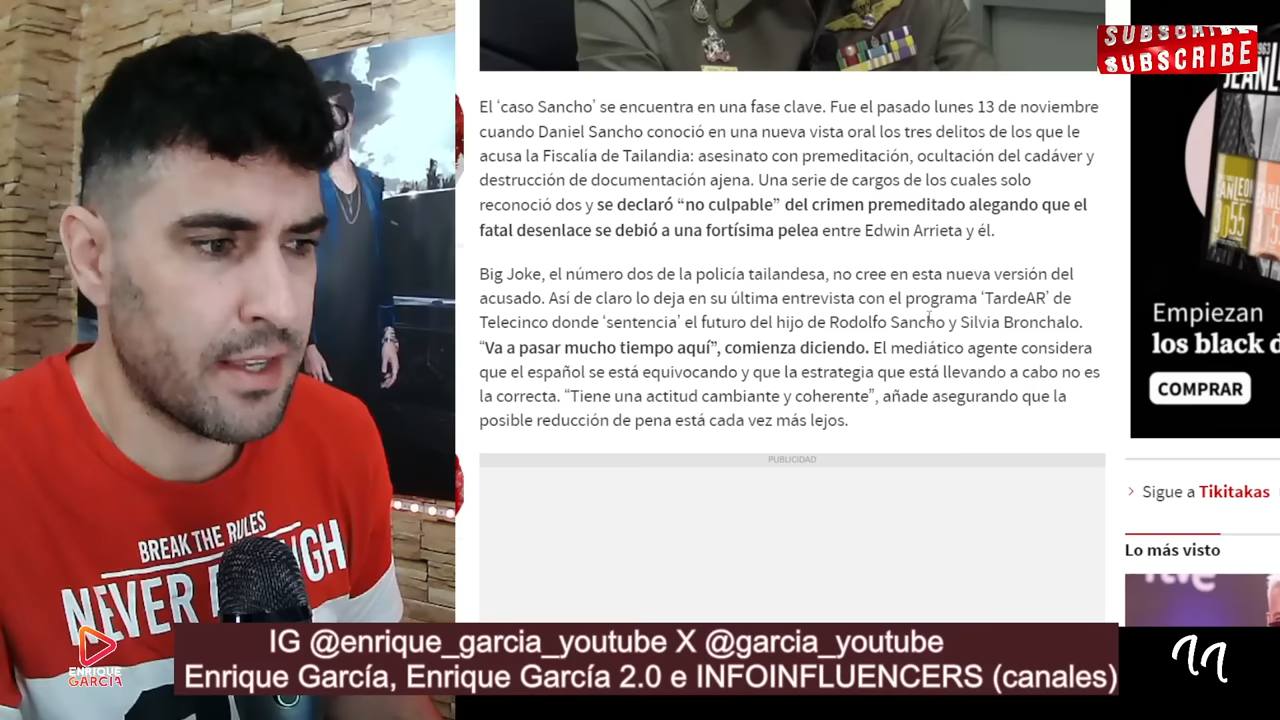 SUBSCRIBE
SUBSCRIBE
El ‘caso Sancho’ se encuentra en una fase clave. Fue el pasado lunes 13 de noviembre
cuando Daniel Sancho conoció en una nueva vista oral los tres delitos de los que le
acusa la Fiscalía de Tailandia: asesinato con premeditación, ocultación del cadáver y
destrucción de documentación ajena. Una serie de cargos de los cuales solo
reconoció dos y se declaró “no culpable” del crimen premeditado alegando que el
fatal desenlace se debió a una fortísima pelea entre Edwin Arrieta y él.
Big Joke, el número dos de la policía tailandesa, no cree en esta nueva versión del
acusado. Así de claro lo deja en su última entrevista con el programa ‘TardeAR’ de
Telecinco donde ‘sentencia’ el futuro del hijo de Rodolfo Sancho y Silvia Bronchalo.
“Va a pasar mucho tiempo aquí”, comienza diciendo. El mediático agente considera
que el español se está equivocando y que la estrategia que está llevando a cabo no es
la correcta. “Tiene una actitud cambiante y coherente”, añade asegurando que la
posible reducción de pena está cada vez más lejos.
PUBLICIDAD
Empiezan
los black d
COMPRAR
Sigue a Tikitakas
Lo más visto
rtve
BREAK THE RULES
NEVER
ENRIQUE
GARCÍA
IG @enrique_garcia_youtube X @garcia_youtube
Enrique García, Enrique García 2.0 e INFOINFLUENCERS (canales)